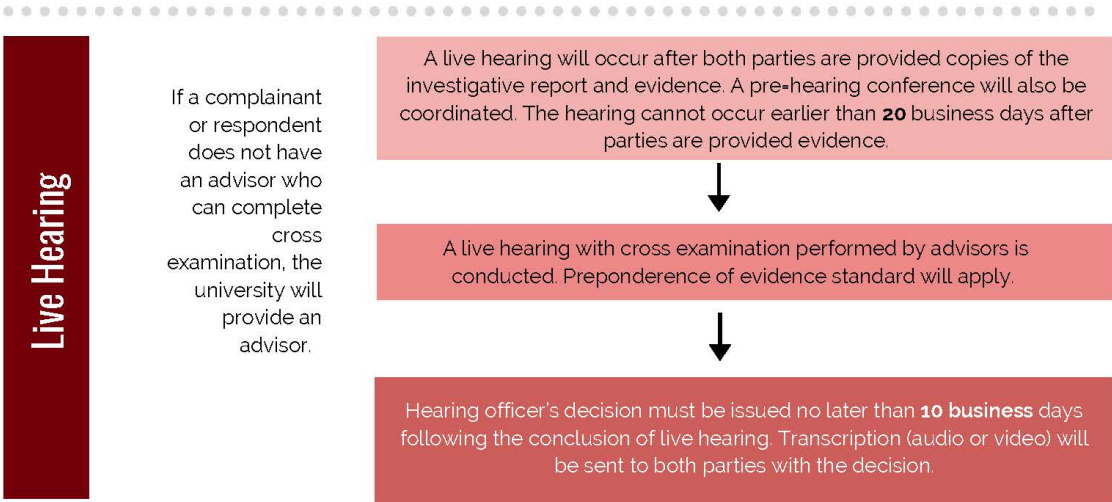 Live Hearing
If a complainant
or respondent
does not have
an advisor who
can complete
cross
examination, the
university will
provide an
advisor.
A live hearing will occur after both parties are provided copies of the
investigative report and evidence. A pre=hearing conference will also be
coordinated. The hearing cannot occur earlier than 20 business days after
parties are provided evidence.
A live hearing with cross examination performed by advisors is
conducted. Preponderence of evidence standard will apply.
Hearing officer's decision must be issued no later than 10 business days
following the conclusion of live hearing. Transcription (audio or video) will
be sent to both parties with the decision.